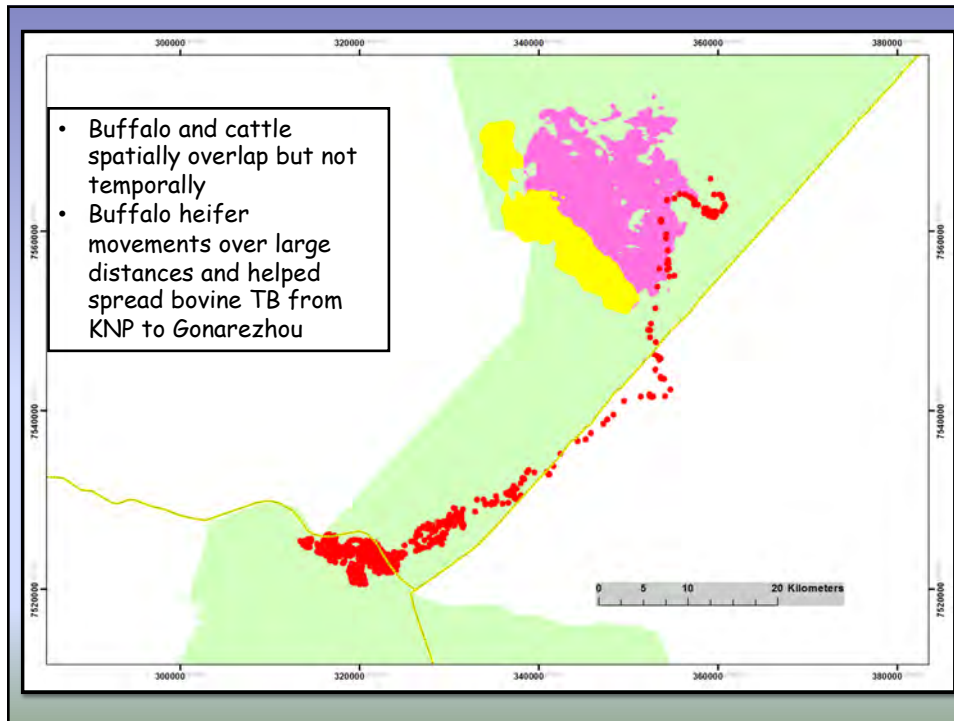 300000 320000 340000 360000 380000
• Buffalo and cattle
spatially overlap but not
temporally
• Buffalo heifer
movements over large
distances and helped
spread bovine TB from
KNP to Gonarezhou
7560000 7560000
7540000 7540000
7520000 7520000
0 5 10 20 Kilometers
300000 320000 340000 360000 380000